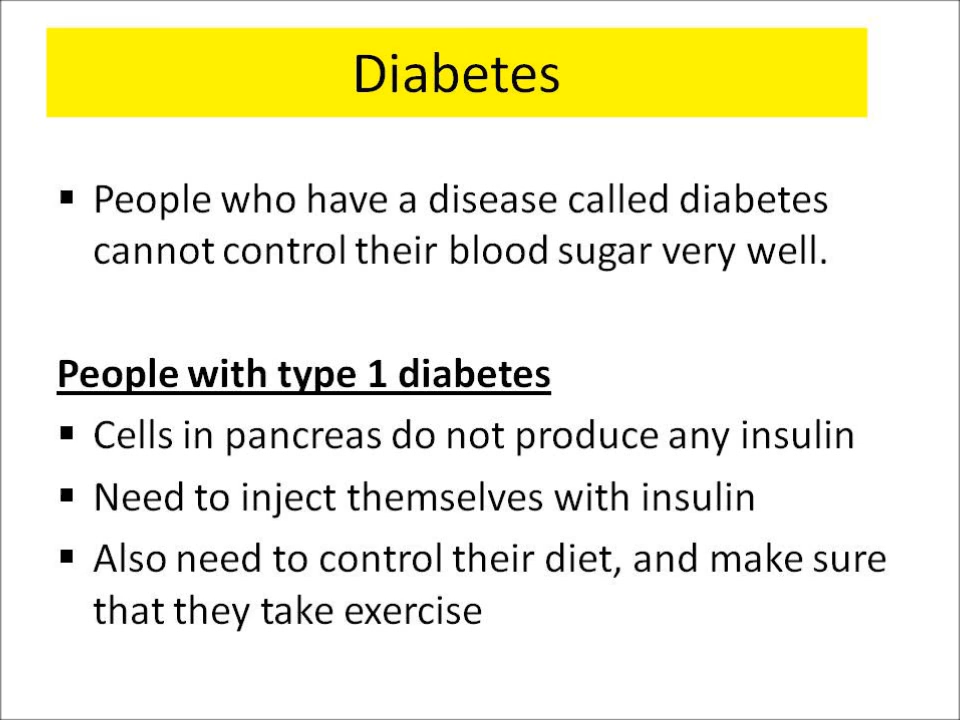 Diabetes
▪ People who have a disease called diabetes
cannot control their blood sugar very well.
People with type 1 diabetes
▪ Cells in pancreas do not produce any insulin
▪ Need to inject themselves with insulin
▪ Also need to control their diet, and make sure
that they take exercise